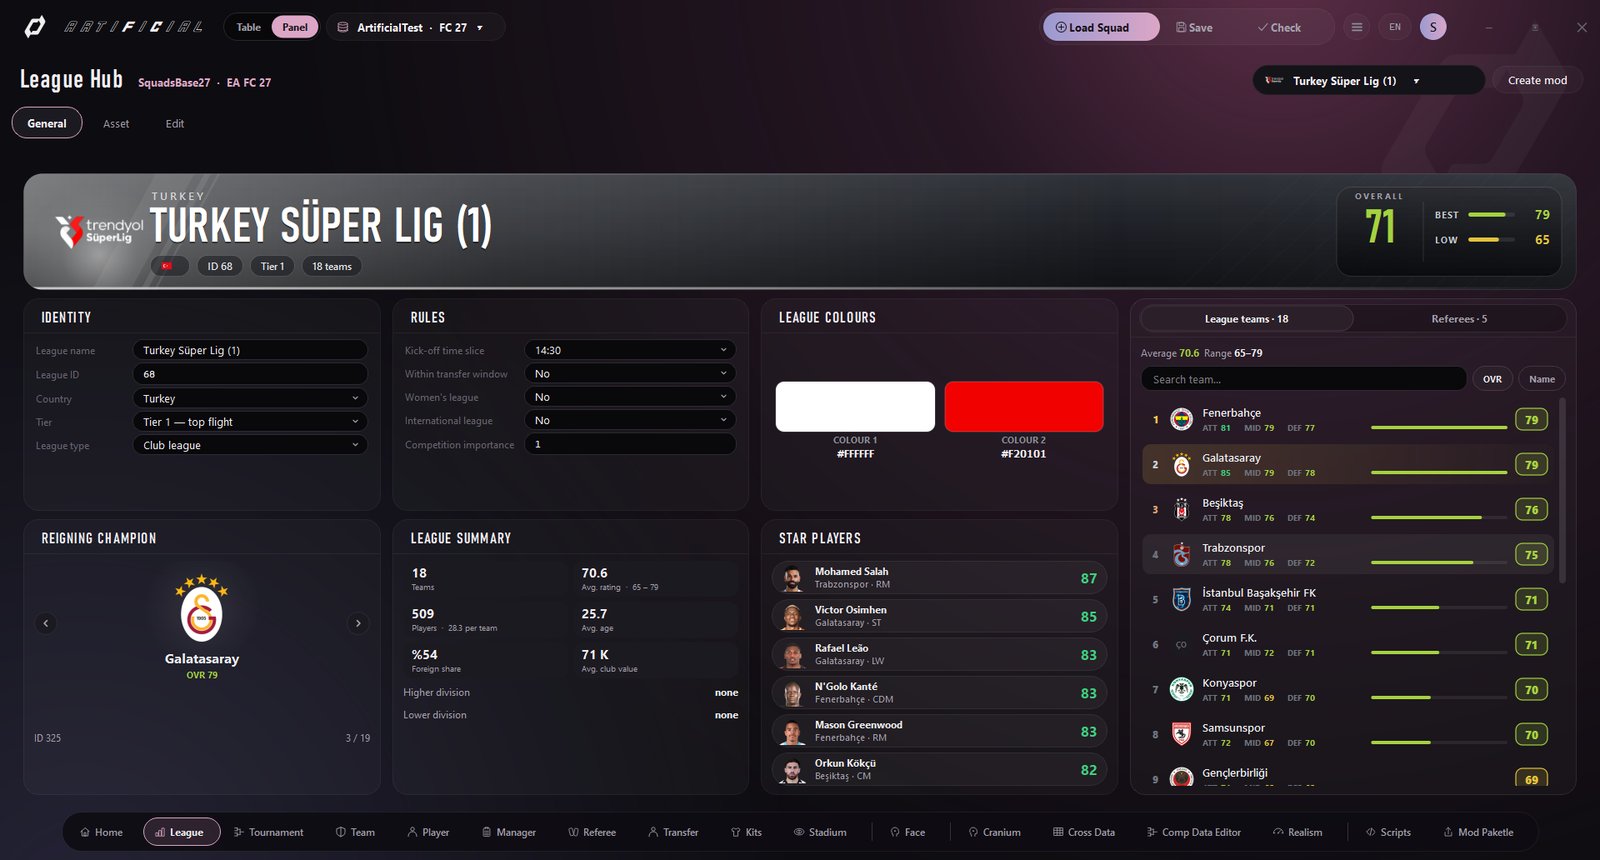 ARTIFICIAL
Table
Panel
ArtificialTest · FC 27
Load Squad
Save
Check
EN
S
League Hub
SquadsBase27 · EA FC 27
Turkey Süper Lig (1)
Create mod
General
Asset
Edit
trendyol
SüperLig
TURKEY
TURKEY SÜPER LIG (1)
ID 68
Tier 1
18 teams
OVERALL
71
BEST 79
LOW 65
IDENTITY
League name Turkey Süper Lig (1)
League ID 68
Country Turkey
Tier Tier 1 — top flight
League type Club league
RULES
Kick-off time slice 14:30
Within transfer window No
Women's league No
International league No
Competition importance 1
LEAGUE COLOURS
COLOUR 1
#FFFFFF
COLOUR 2
#F20101
REIGNING CHAMPION
1905
Galatasaray
OVR 79
ID 325
3 / 19
LEAGUE SUMMARY
18
Teams
70.6
Avg. rating · 65 – 79
509
Players · 28.3 per team
25.7
Avg. age
%54
Foreign share
71 K
Avg. club value
Higher division none
Lower division none
STAR PLAYERS
Mohamed Salah
Trabzonspor · RM
87
Victor Osimhen
Galatasaray · ST
85
Rafael Leão
Galatasaray · LW
83
N'Golo Kanté
Fenerbahçe · CDM
83
Mason Greenwood
Fenerbahçe · RM
83
Orkun Kökçü
Beşiktaş · CM
82
League teams · 18
Referees · 5
Average 70.6 Range 65–79
Search team...
OVR
Name
1 Fenerbahçe
ATT 81 MID 79 DEF 77
79
2 Galatasaray
ATT 85 MID 79 DEF 78
79
3 Beşiktaş
ATT 78 MID 76 DEF 74
76
4 Trabzonspor
ATT 78 MID 76 DEF 72
75
5 İstanbul Başakşehir FK
ATT 74 MID 71 DEF 71
71
6 ÇO Çorum F.K.
ATT 71 MID 72 DEF 71
71
7 Konyaspor
ATT 71 MID 69 DEF 70
70
8 Samsunspor
ATT 72 MID 67 DEF 70
70
9 Gençlerbirliği
69
Home
League
Tournament
Team
Player
Manager
Referee
Transfer
Kits
Stadium
Face
Cranium
Cross Data
Comp Data Editor
Realism
Scripts
Mod Paketle